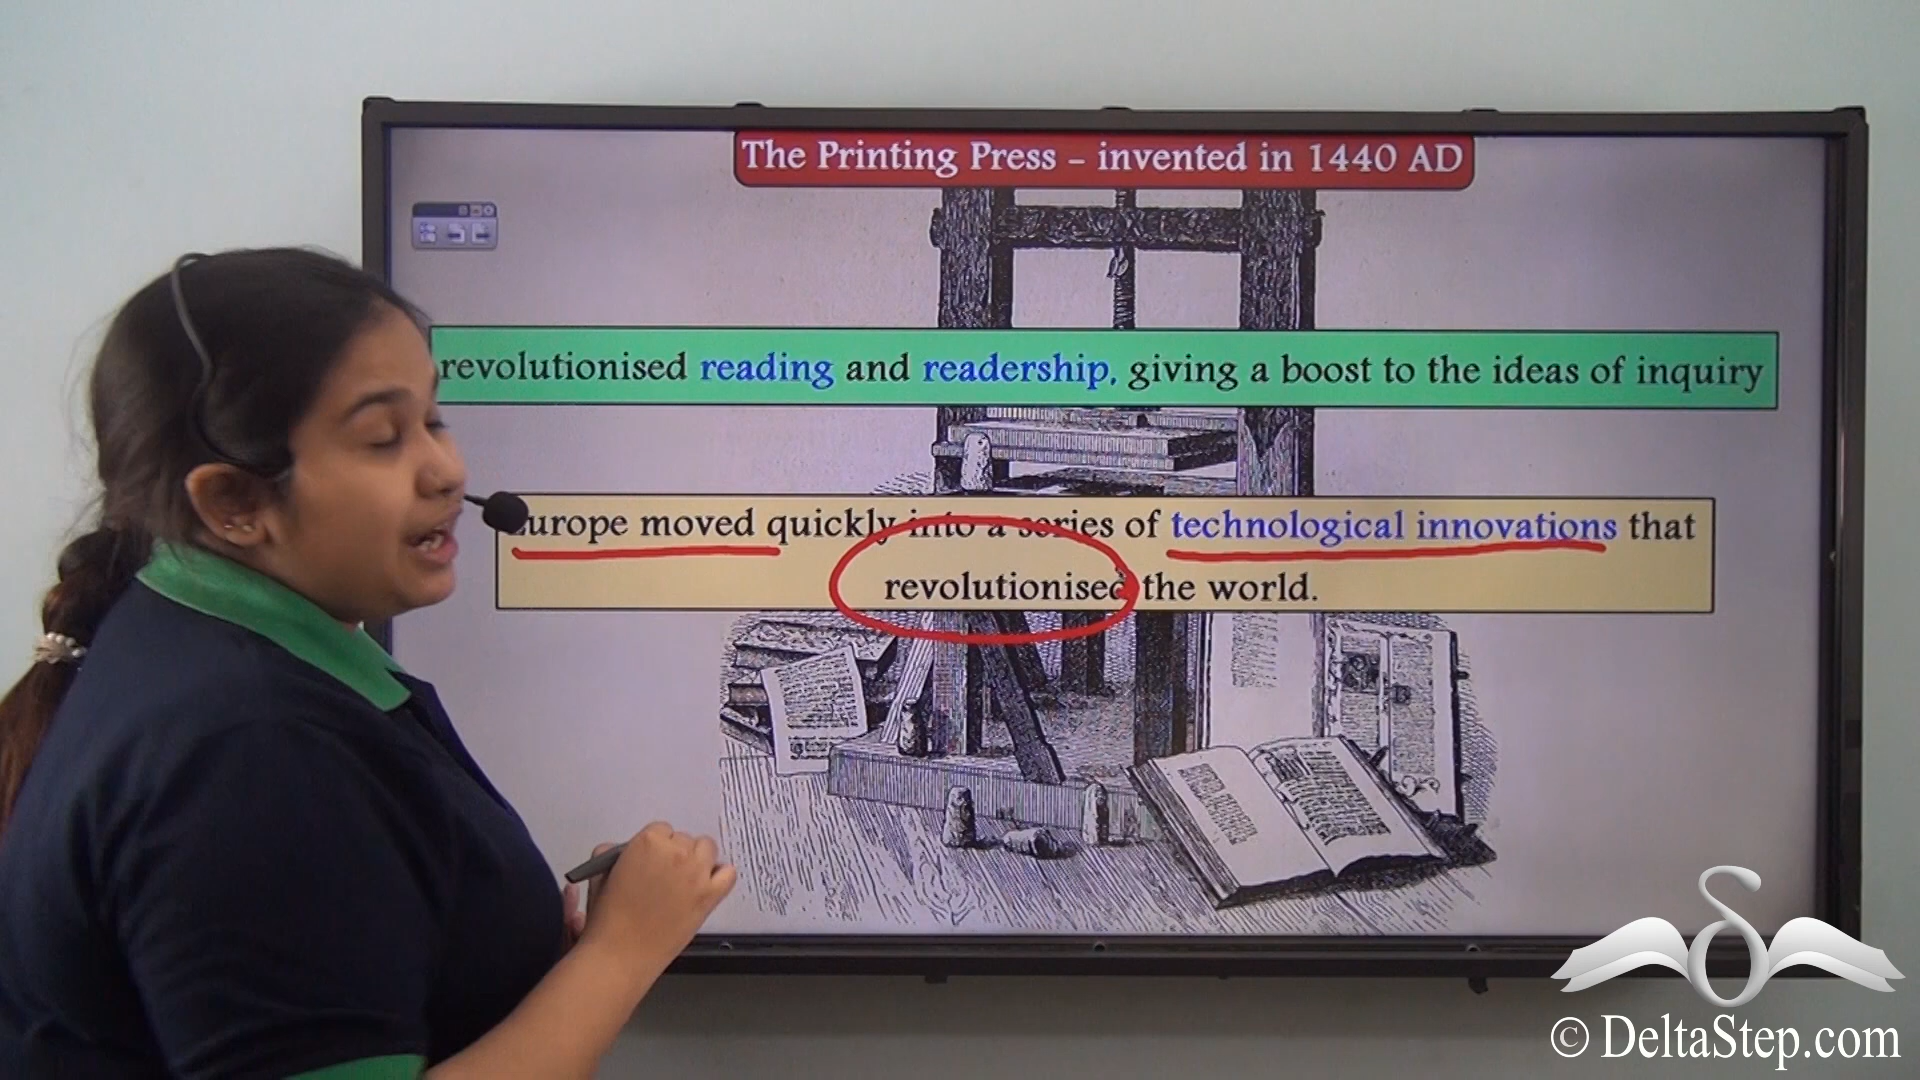 The Printing Press – invented in 1440 AD
revolutionised reading and readership, giving a boost to the ideas of inquiry
Europe moved quickly into a series of technological innovations that
revolutionised the world.
© DeltaStep.com